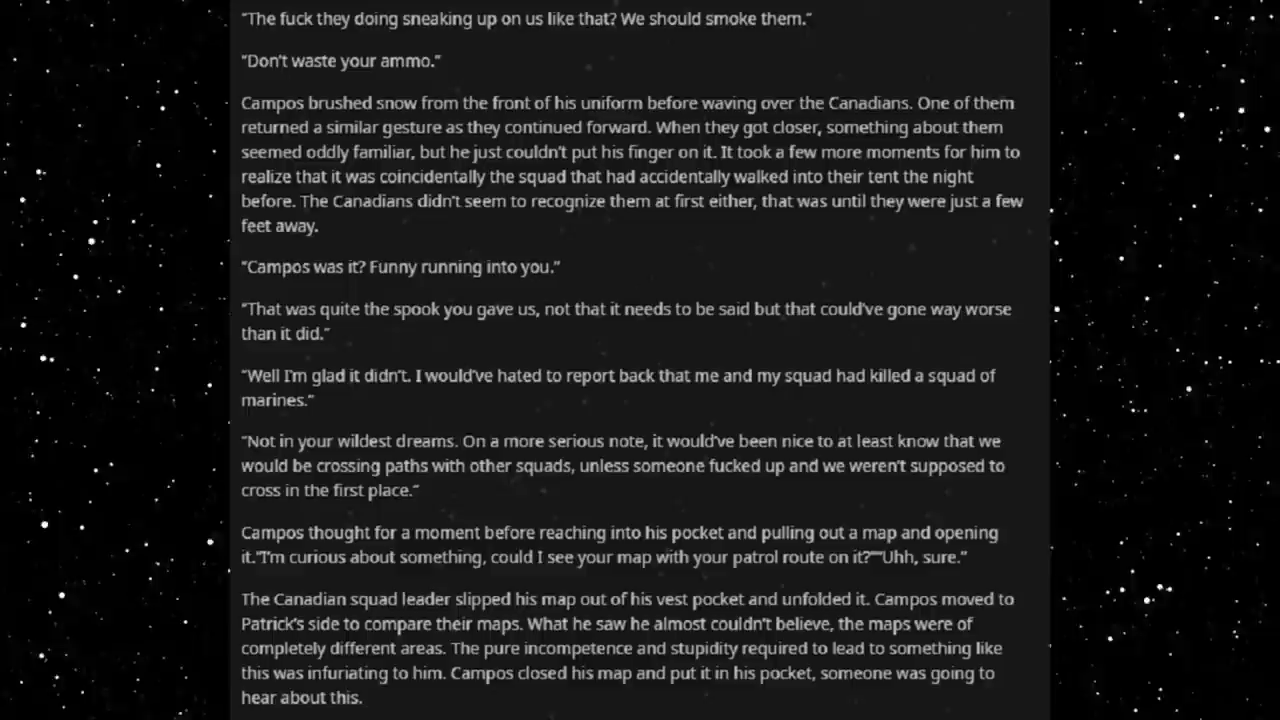 “The fuck they doing sneaking up on us like that? We should smoke them.”
“Don’t waste your ammo.”
Campos brushed snow from the front of his uniform before waving over the Canadians. One of them
returned a similar gesture as they continued forward. When they got closer, something about them
seemed oddly familiar, but he just couldn’t put his finger on it. It took a few more moments for him to
realize that it was coincidentally the squad that had accidentally walked into their tent the night
before. The Canadians didn’t seem to recognize them at first either, that was until they were just a few
feet away.
“Campos was it? Funny running into you.”
“That was quite the spook you gave us, not that it needs to be said but that could’ve gone way worse
than it did.”
“Well I’m glad it didn’t. I would’ve hated to report back that me and my squad had killed a squad of
marines.”
“Not in your wildest dreams. On a more serious note, it would’ve been nice to at least know that we
would be crossing paths with other squads, unless someone fucked up and we weren’t supposed to
cross in the first place.”
Campos thought for a moment before reaching into his pocket and pulling out a map and opening
it.“I’m curious about something, could I see your map with your patrol route on it?”“Uhh, sure.”
The Canadian squad leader slipped his map out of his vest pocket and unfolded it. Campos moved to
Patrick’s side to compare their maps. What he saw he almost couldn’t believe, the maps were of
completely different areas. The pure incompetence and stupidity required to lead to something like
this was infuriating to him. Campos closed his map and put it in his pocket, someone was going to
hear about this.